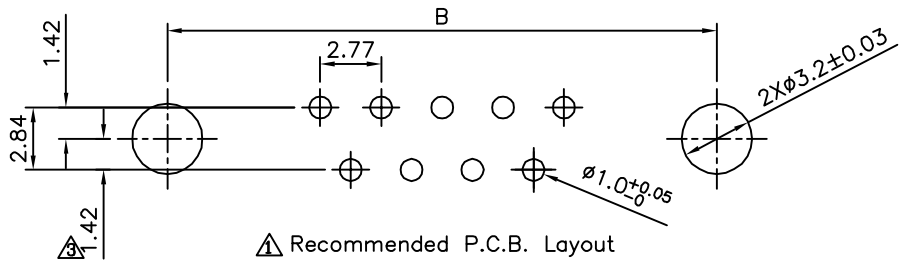 B
1.42
2.77
2XØ3.2±0.03
2.84
Ø1.0+0.05
-0
3
1.42
1 Recommended P.C.B. Layout